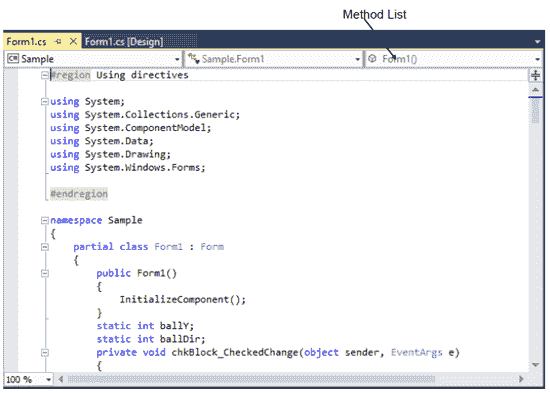 Method List
Form1.cs Form1.cs [Design]
C# Sample Sample.Form1 Form1()
#region Using directives
using System;
using System.Collections.Generic;
using System.ComponentModel;
using System.Data;
using System.Drawing;
using System.Windows.Forms;
#endregion
namespace Sample
{
partial class Form1 : Form
{
public Form1()
{
InitializeComponent();
}
static int ballY;
static int ballDir;
private void chkBlock_CheckedChange(object sender, EventArgs e)
{
100 %